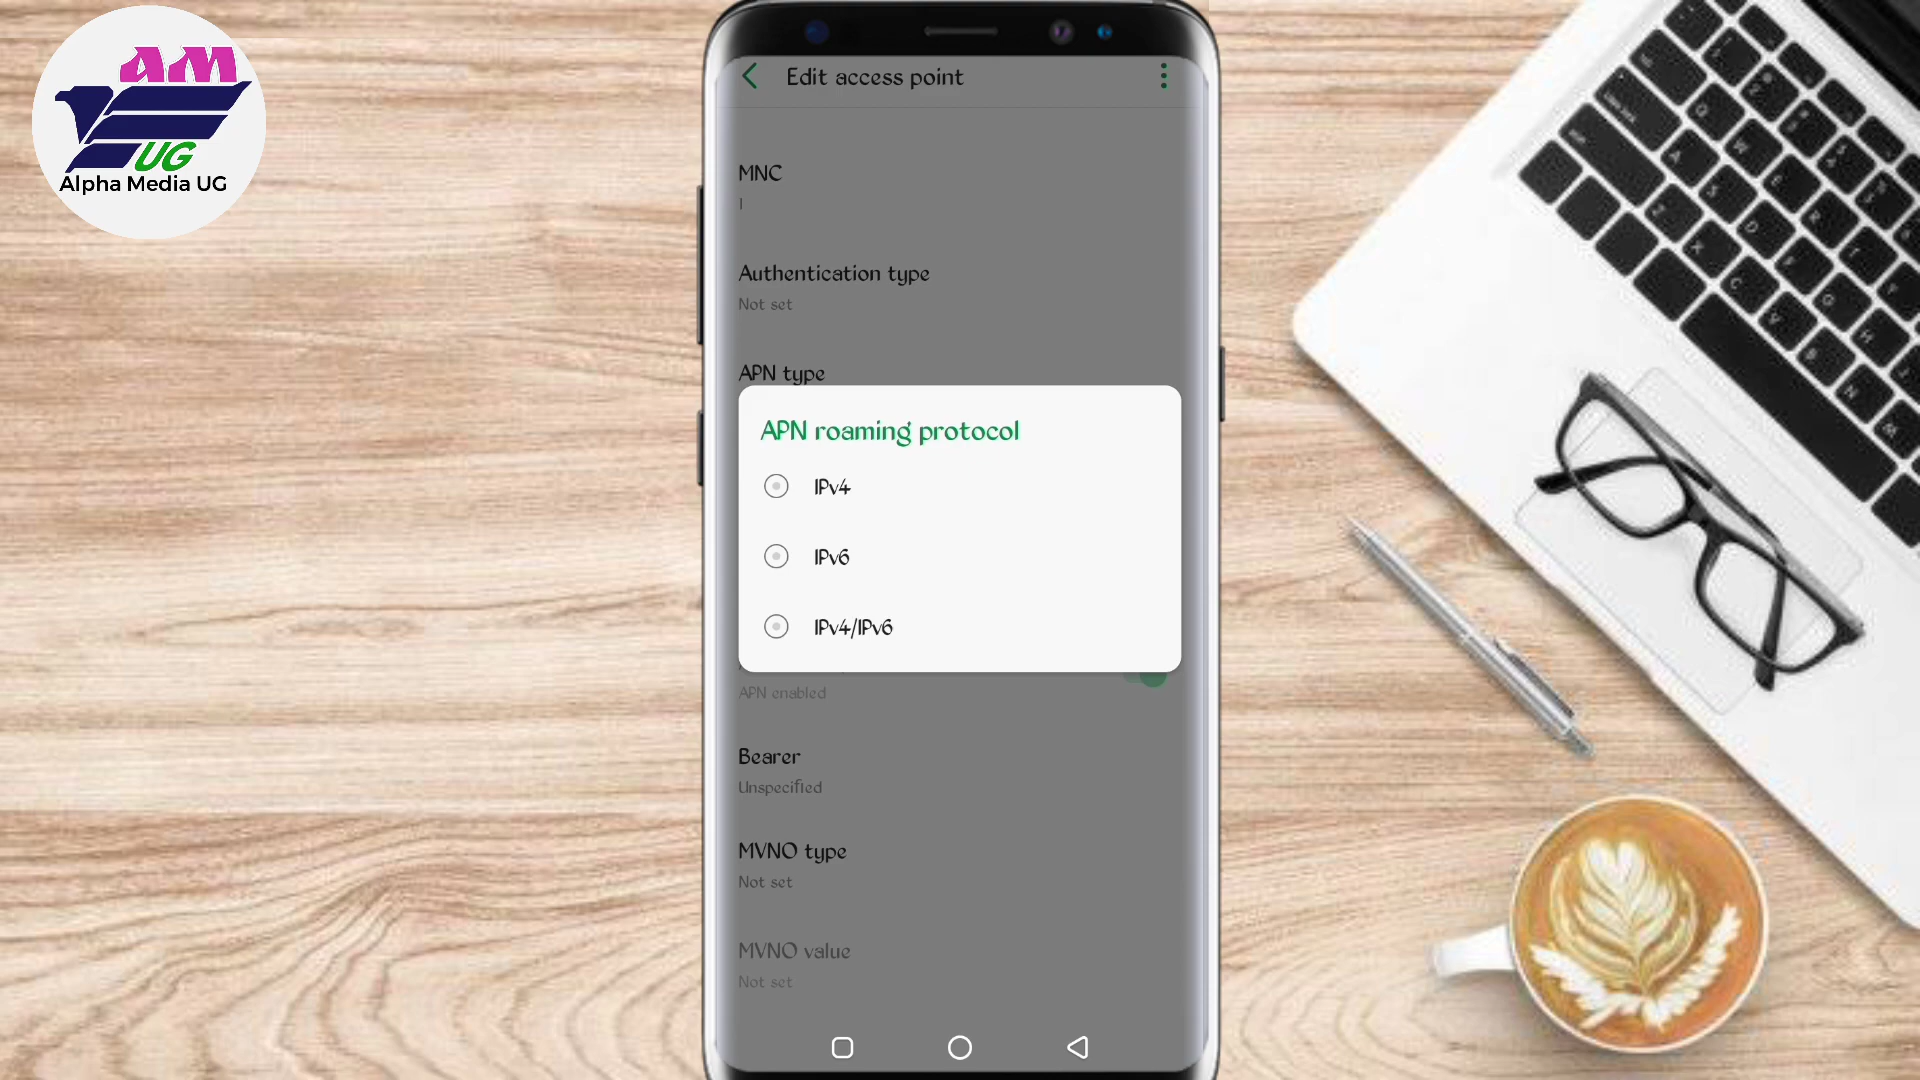 AM
UG
Alpha Media UG
Edit access point
MNC
1
Authentication type
Not set
APN type
APN roaming protocol
IPv4
IPv6
IPv4/IPv6
APN enabled
Bearer
Unspecified
MVNO type
Not set
MVNO value
Not set